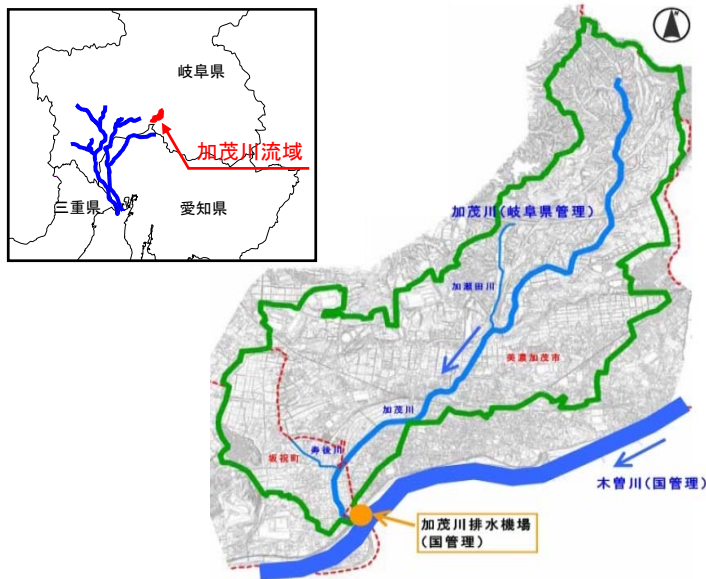 岐阜県
加茂川流域
三重県
愛知県
N
加茂川(岐阜県管理)
加瀬田川
美濃加茂市
加茂川
寿後川
坂祝町
木曽川(国管理)
加茂川排水機場
(国管理)